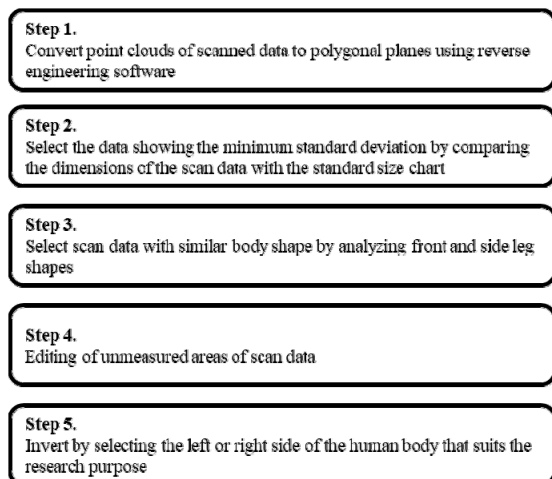 Step 1.
Convert point clouds of scanned data to polygonal planes using reverse
engineering software
Step 2.
Select the data showing the minimum standard deviation by comparing
the dimensions of the scan data with the standard size chart
Step 3.
Select scan data with similar body shape by analyzing front and side leg
shapes
Step 4.
Editing of unmeasured areas of scan data
Step 5.
Invert by selecting the left or right side of the human body that suits the
research purpose